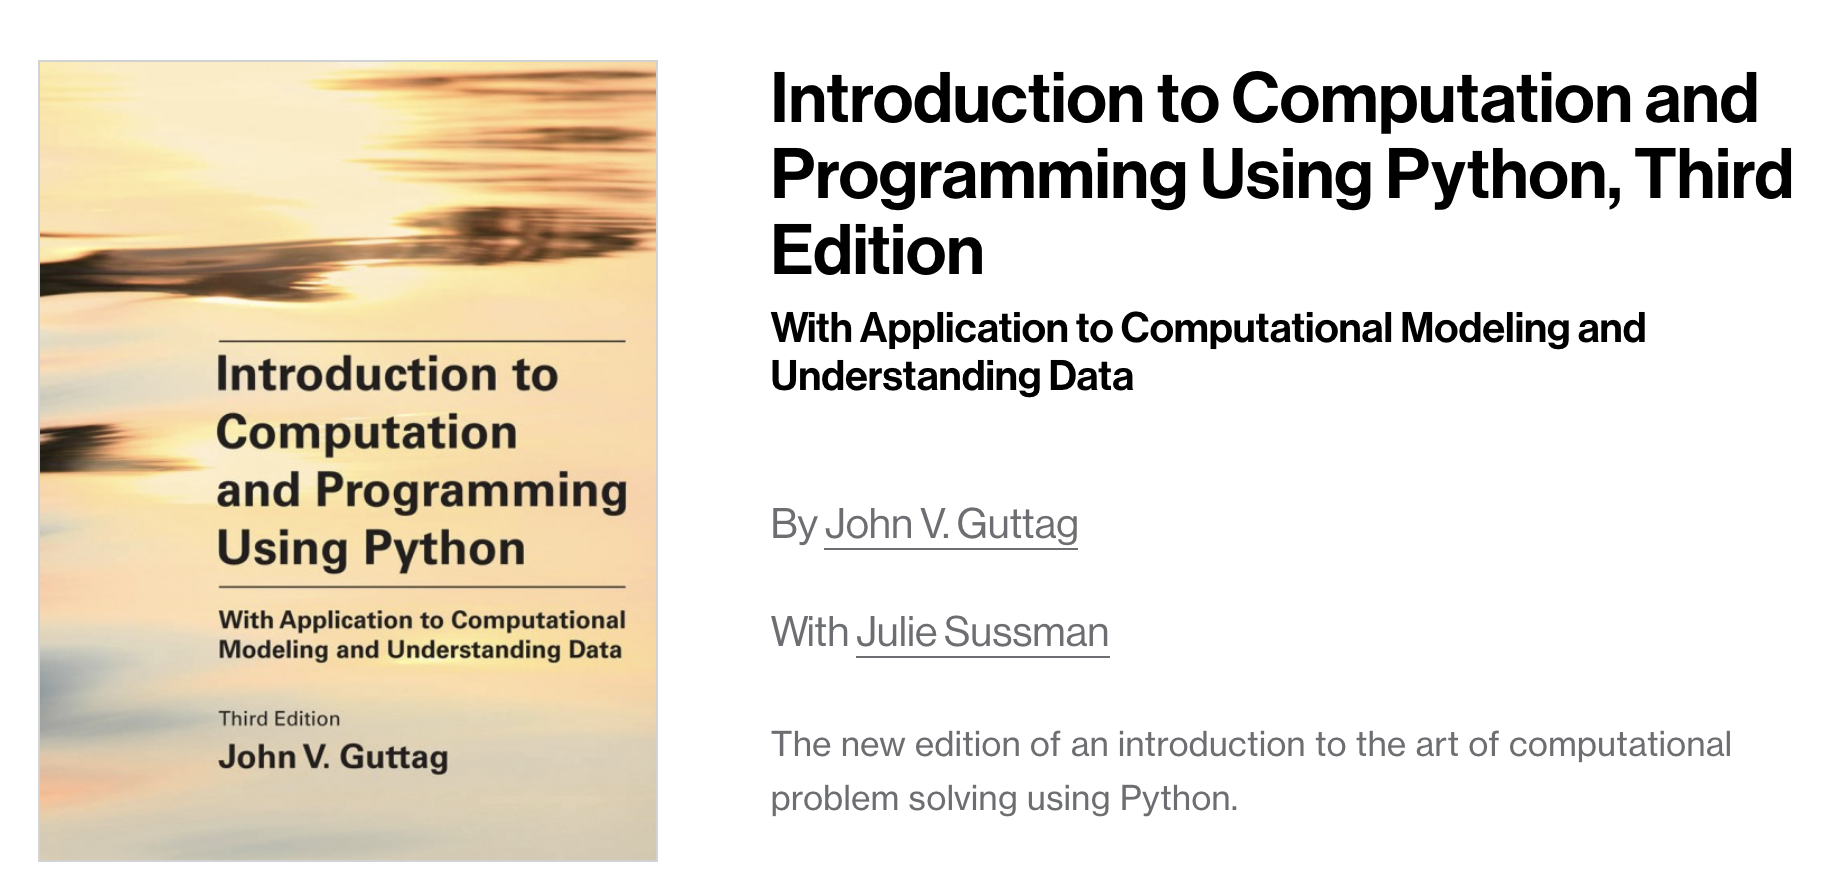 Introduction to
Computation
and Programming
Using Python
With Application to Computational
Modeling and Understanding Data
Third Edition
John V. Guttag
Introduction to Computation and
Programming Using Python, Third
Edition
With Application to Computational Modeling and
Understanding Data
By John V. Guttag
With Julie Sussman
The new edition of an introduction to the art of computational
problem solving using Python.